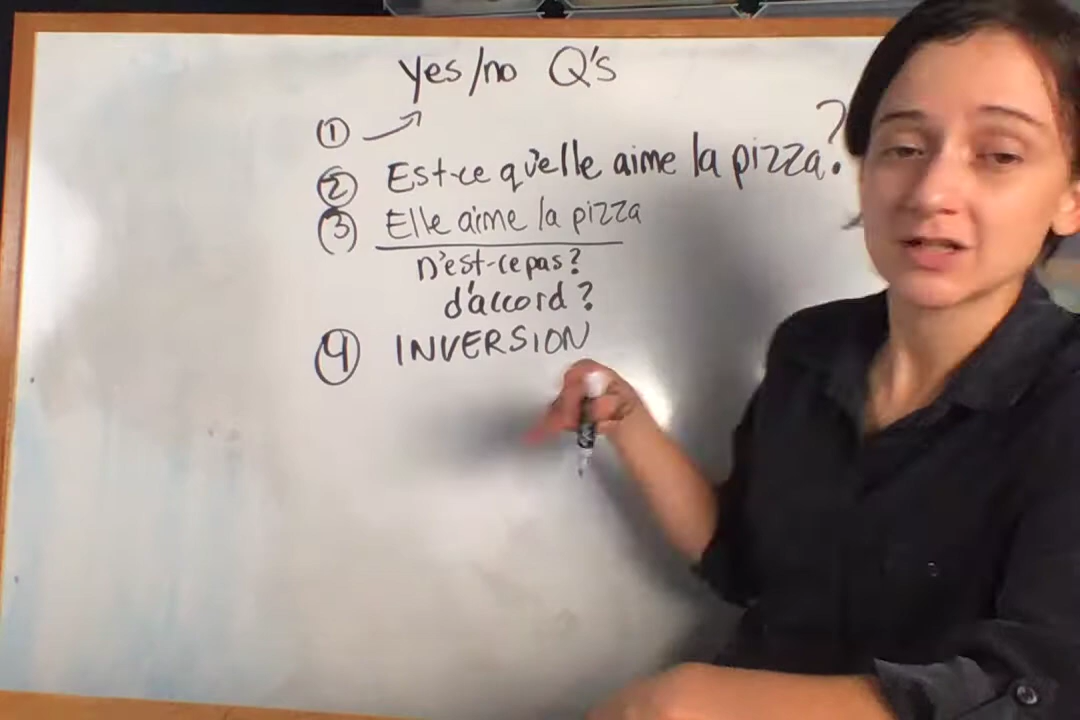 yes/no Q's
①
② Est-ce qu'elle aime la pizza?
③ Elle aime la pizza
n'est-ce pas?
d'accord?
④ INVERSION